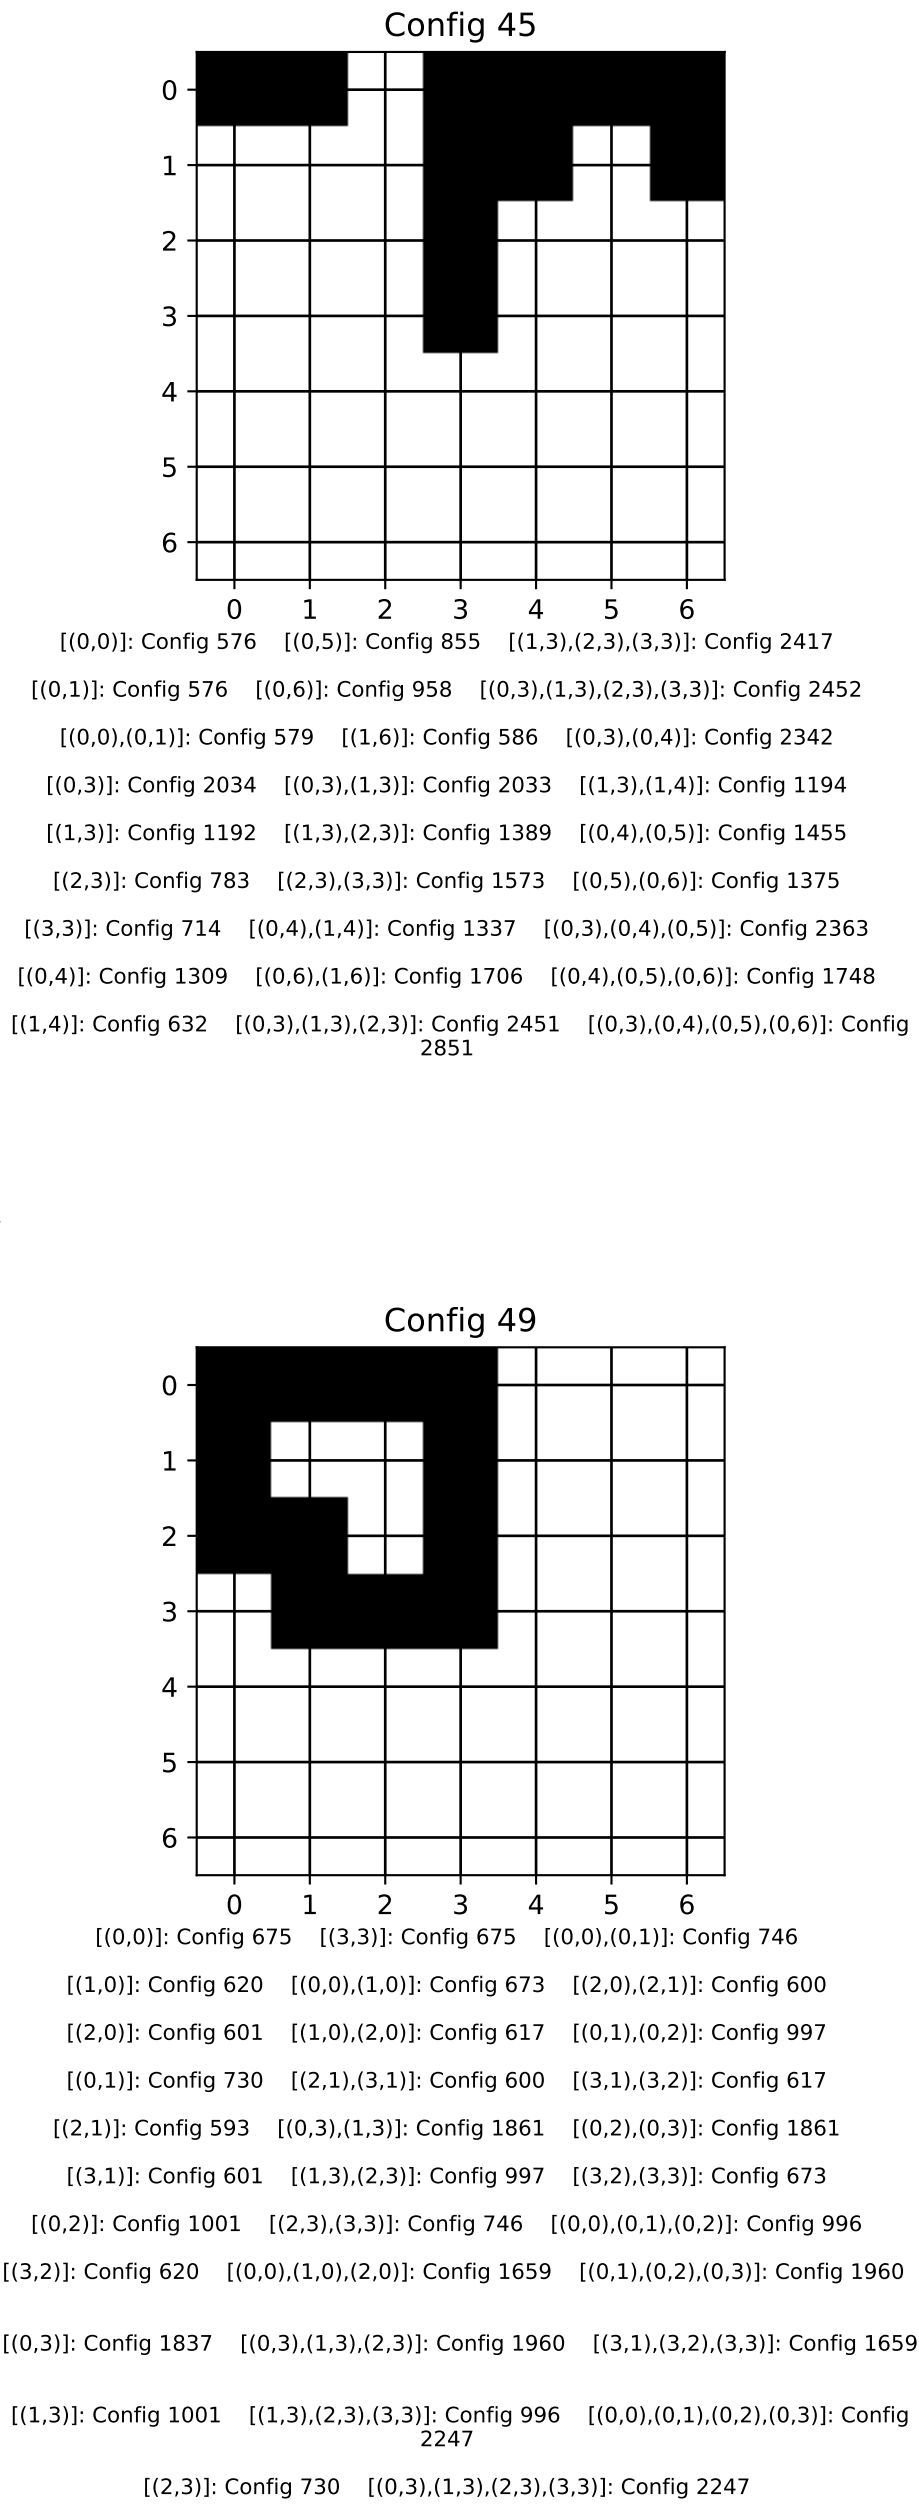 Config 45
0
1
2
3
4
5
6
0 1 2 3 4 5 6
[(0,0)]: Config 576 [(0,5)]: Config 855 [(1,3),(2,3),(3,3)]: Config 2417
[(0,1)]: Config 576 [(0,6)]: Config 958 [(0,3),(1,3),(2,3),(3,3)]: Config 2452
[(0,0),(0,1)]: Config 579 [(1,6)]: Config 586 [(0,3),(0,4)]: Config 2342
[(0,3)]: Config 2034 [(0,3),(1,3)]: Config 2033 [(1,3),(1,4)]: Config 1194
[(1,3)]: Config 1192 [(1,3),(2,3)]: Config 1389 [(0,4),(0,5)]: Config 1455
[(2,3)]: Config 783 [(2,3),(3,3)]: Config 1573 [(0,5),(0,6)]: Config 1375
[(3,3)]: Config 714 [(0,4),(1,4)]: Config 1337 [(0,3),(0,4),(0,5)]: Config 2363
[(0,4)]: Config 1309 [(0,6),(1,6)]: Config 1706 [(0,4),(0,5),(0,6)]: Config 1748
[(1,4)]: Config 632 [(0,3),(1,3),(2,3)]: Config 2451 [(0,3),(0,4),(0,5),(0,6)]: Config
2851
Config 49
0
1
2
3
4
5
6
0 1 2 3 4 5 6
[(0,0)]: Config 675 [(3,3)]: Config 675 [(0,0),(0,1)]: Config 746
[(1,0)]: Config 620 [(0,0),(1,0)]: Config 673 [(2,0),(2,1)]: Config 600
[(2,0)]: Config 601 [(1,0),(2,0)]: Config 617 [(0,1),(0,2)]: Config 997
[(0,1)]: Config 730 [(2,1),(3,1)]: Config 600 [(3,1),(3,2)]: Config 617
[(2,1)]: Config 593 [(0,3),(1,3)]: Config 1861 [(0,2),(0,3)]: Config 1861
[(3,1)]: Config 601 [(1,3),(2,3)]: Config 997 [(3,2),(3,3)]: Config 673
[(0,2)]: Config 1001 [(2,3),(3,3)]: Config 746 [(0,0),(0,1),(0,2)]: Config 996
[(3,2)]: Config 620 [(0,0),(1,0),(2,0)]: Config 1659 [(0,1),(0,2),(0,3)]: Config 1960
[(0,3)]: Config 1837 [(0,3),(1,3),(2,3)]: Config 1960 [(3,1),(3,2),(3,3)]: Config 1659
[(1,3)]: Config 1001 [(1,3),(2,3),(3,3)]: Config 996 [(0,0),(0,1),(0,2),(0,3)]: Config
2247
[(2,3)]: Config 730 [(0,3),(1,3),(2,3),(3,3)]: Config 2247